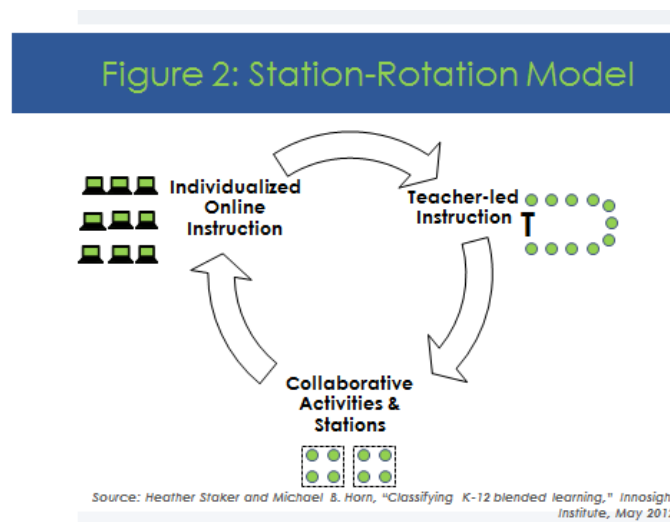 Figure 2: Station-Rotation Model
Individualized
Online
Instruction
Teacher-led
Instruction
T
Collaborative
Activities &
Stations
Source: Heather Staker and Michael B. Horn, “Classifying K-12 blended learning,” Innosigh
Institute, May 201